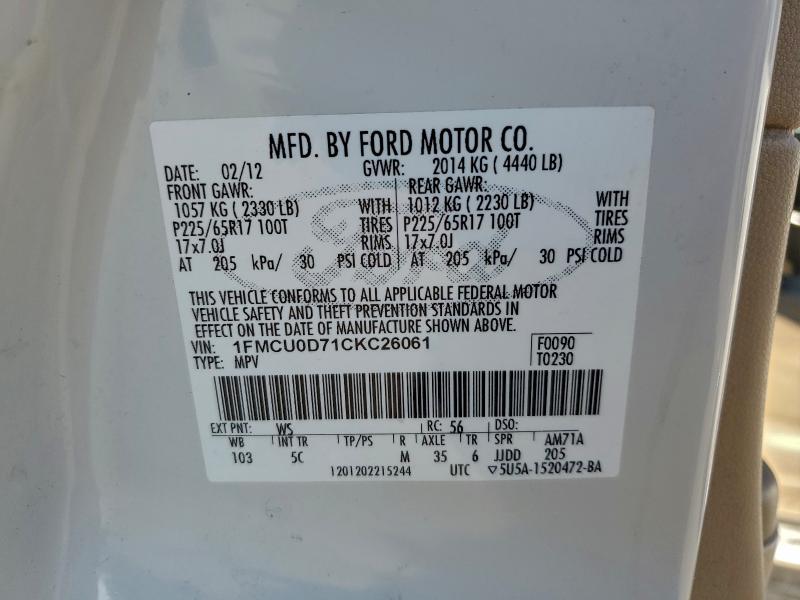 MFD. BY FORD MOTOR CO.
DATE: 02/12 GVWR: 2014 KG ( 4440 LB)
FRONT GAWR: REAR GAWR:
1057 KG ( 2330 LB) WITH 1012 KG ( 2230 LB) WITH
P225/65R17 100T TIRES P225/65R17 100T TIRES
17x7.0J RIMS 17x7.0J RIMS
AT 205 kPa/ 30 PSI COLD AT 205 kPa/ 30 PSI COLD
Ford
THIS VEHICLE CONFORMS TO ALL APPLICABLE FEDERAL MOTOR
VEHICLE SAFETY AND THEFT PREVENTION STANDARDS IN
EFFECT ON THE DATE OF MANUFACTURE SHOWN ABOVE.
VIN: 1FMCU0D71CKC26061 F0090
TYPE: MPV T0230
EXT PNT: WS RC: 56 DSO:
WB INT TR TP/PS R AXLE TR SPR AM71A
103 5C M 35 6 JJDD 205
1201202215244 UTC ▽5U5A-1520472-BA